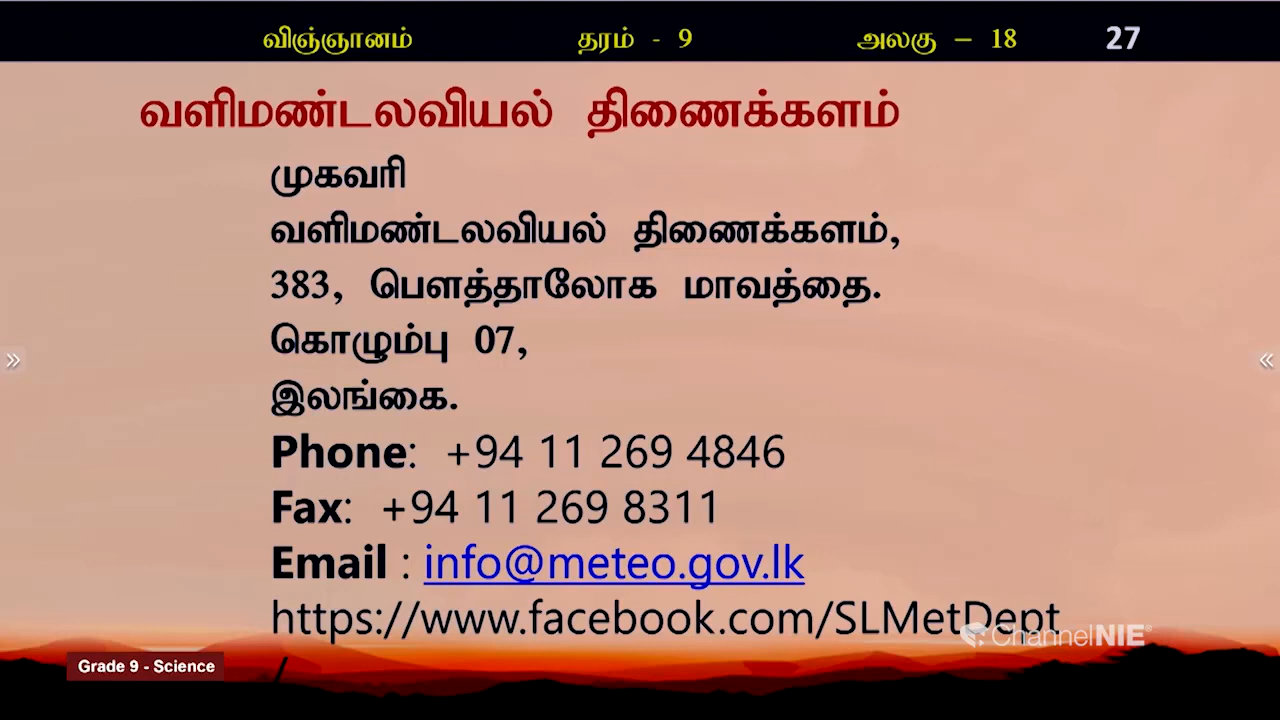 விஞ்ஞானம் தரம் - 9 அலகு – 18 27
வளிமண்டலவியல் திணைக்களம்
முகவரி
வளிமண்டலவியல் திணைக்களம்,
383, பௌத்தாலோக மாவத்தை.
கொழும்பு 07,
இலங்கை.
Phone: +94 11 269 4846
Fax: +94 11 269 8311
Email : info@meteo.gov.lk
https://www.facebook.com/SLMetDept
ChannelNIE®
Grade 9 - Science